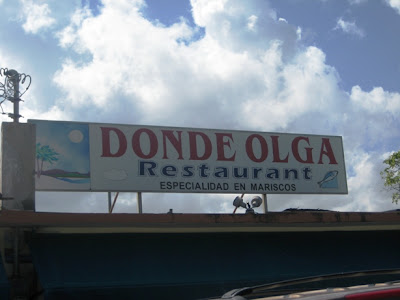 DONDE OLGA
Restaurant
ESPECIALIDAD EN MARISCOS